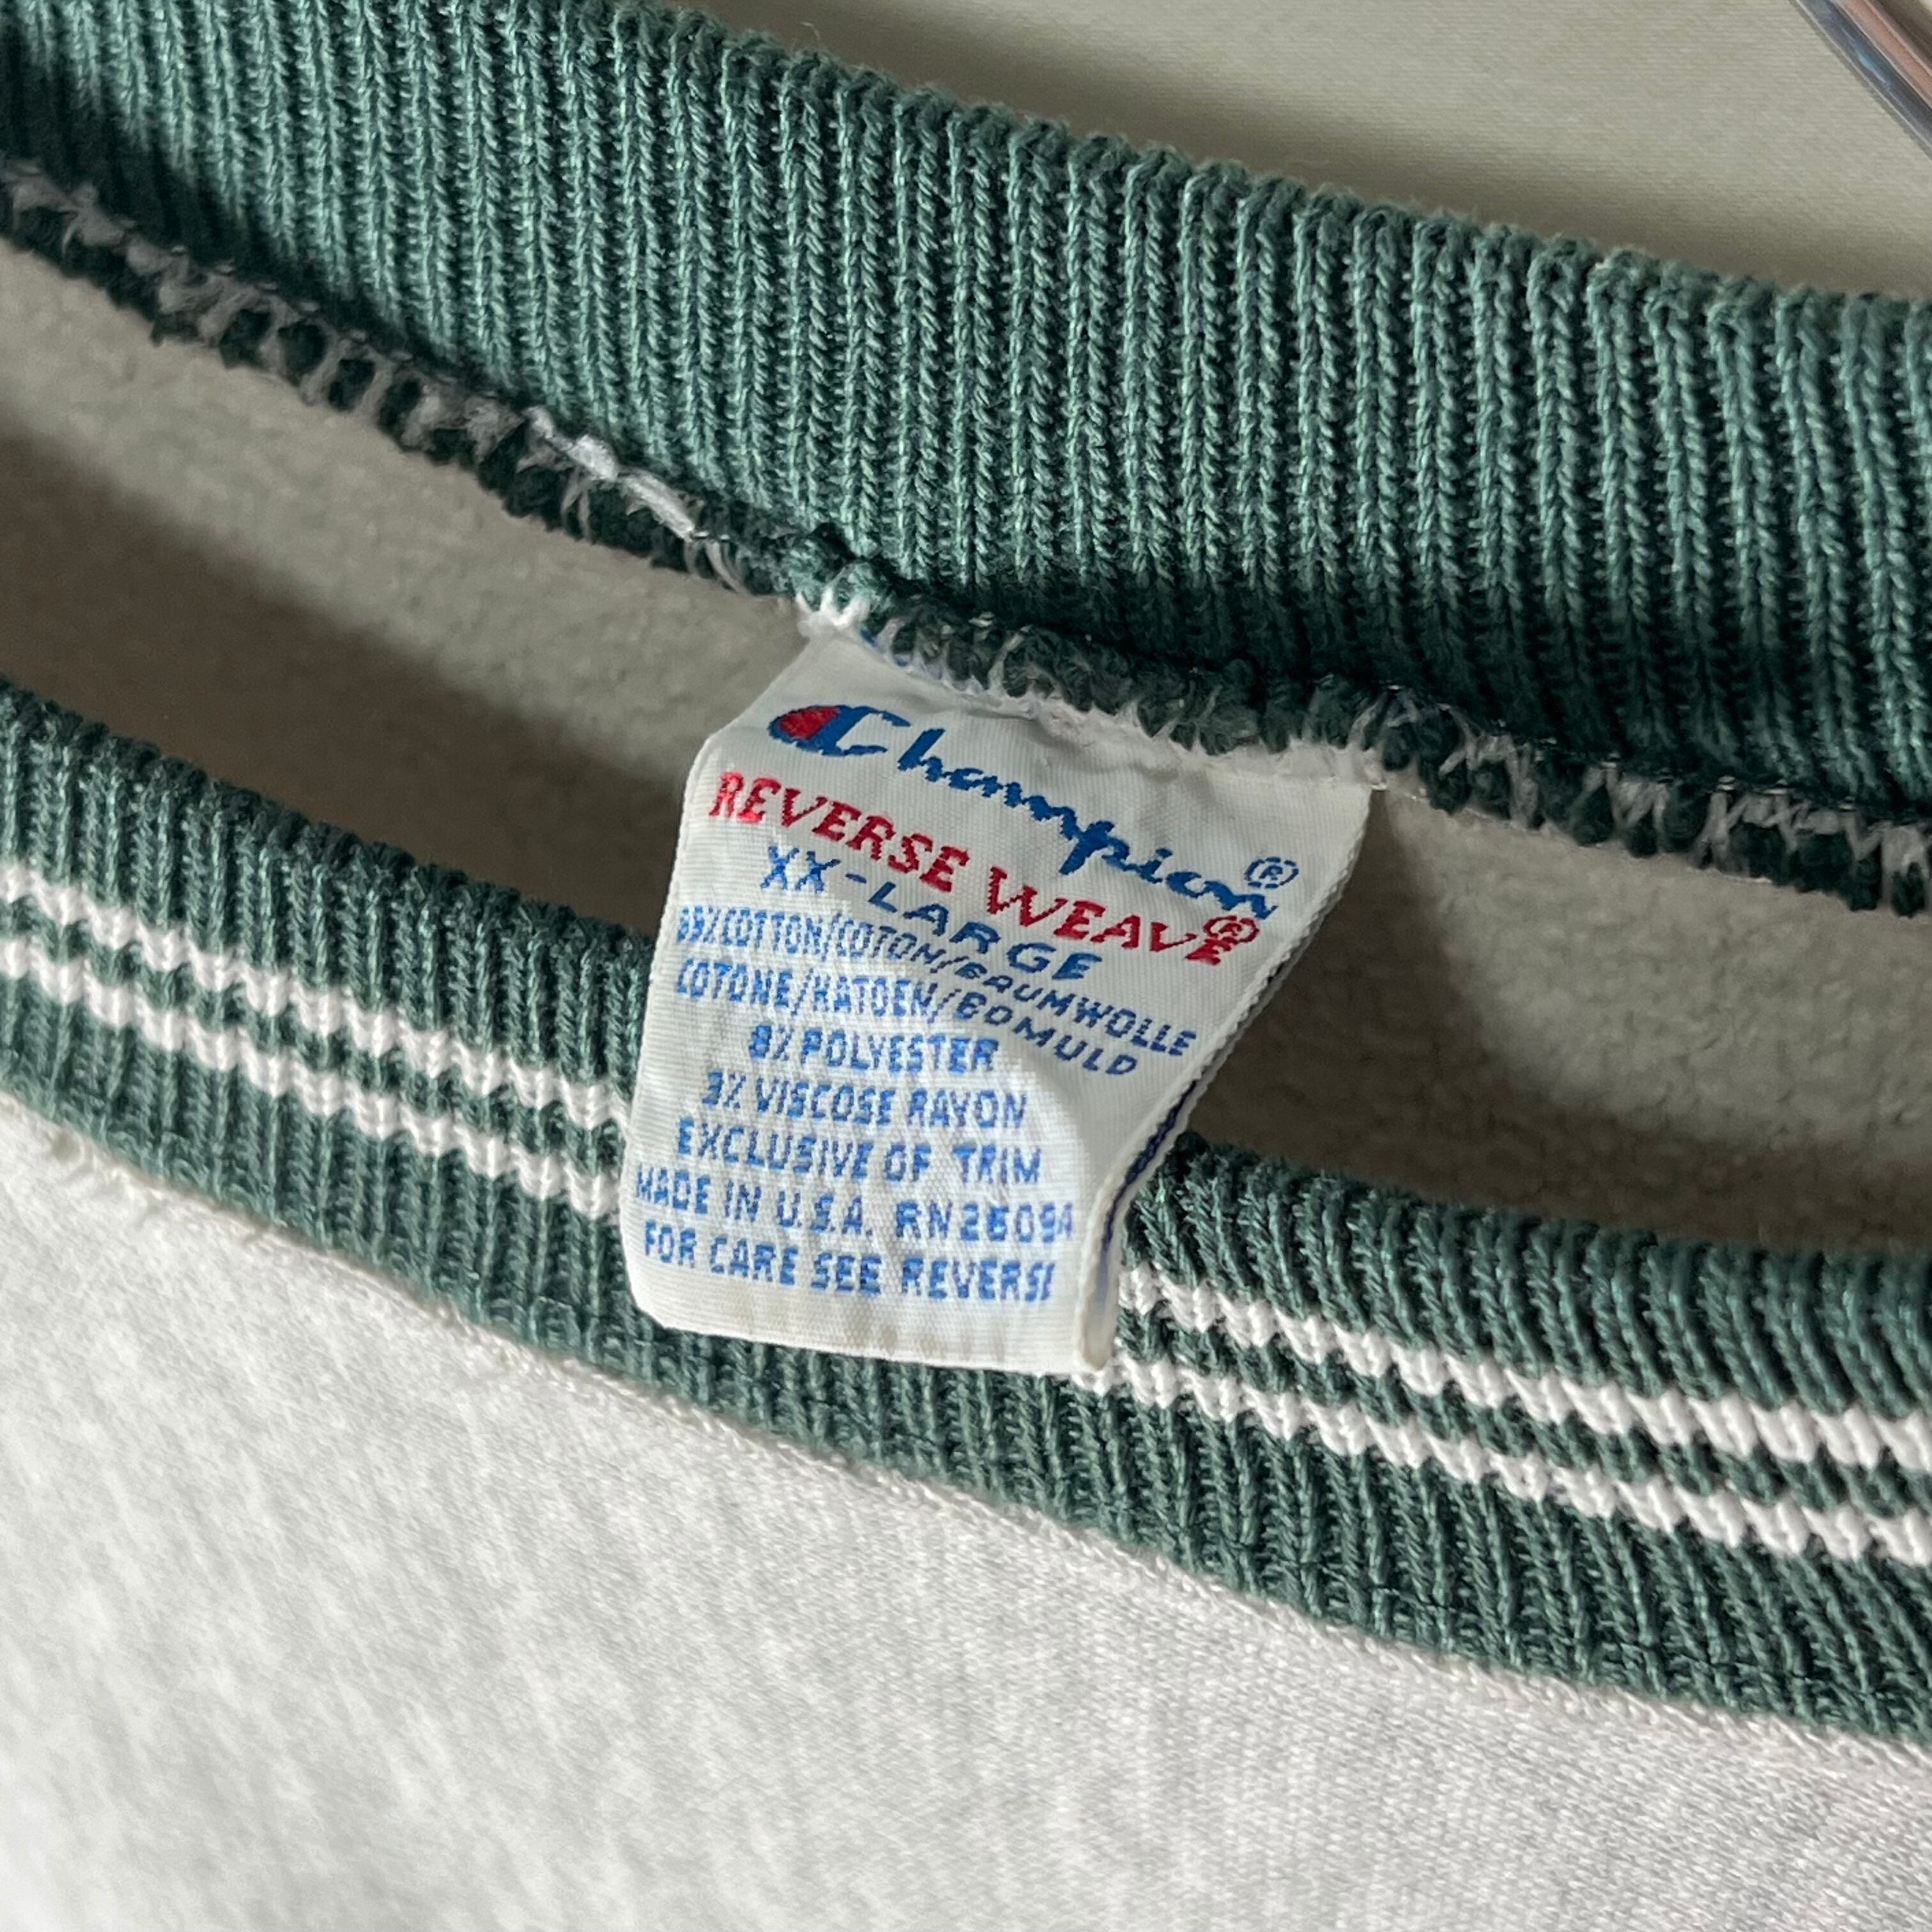 Champion®
REVERSE WEAVE®
XX-LARGE
89% COTTON/COTON/BAUMWOLLE
COTONE/KATOEN/BOMULD
8% POLYESTER
3% VISCOSE RAYON
EXCLUSIVE OF TRIM
MADE IN U.S.A. RN26094
FOR CARE SEE REVERSE